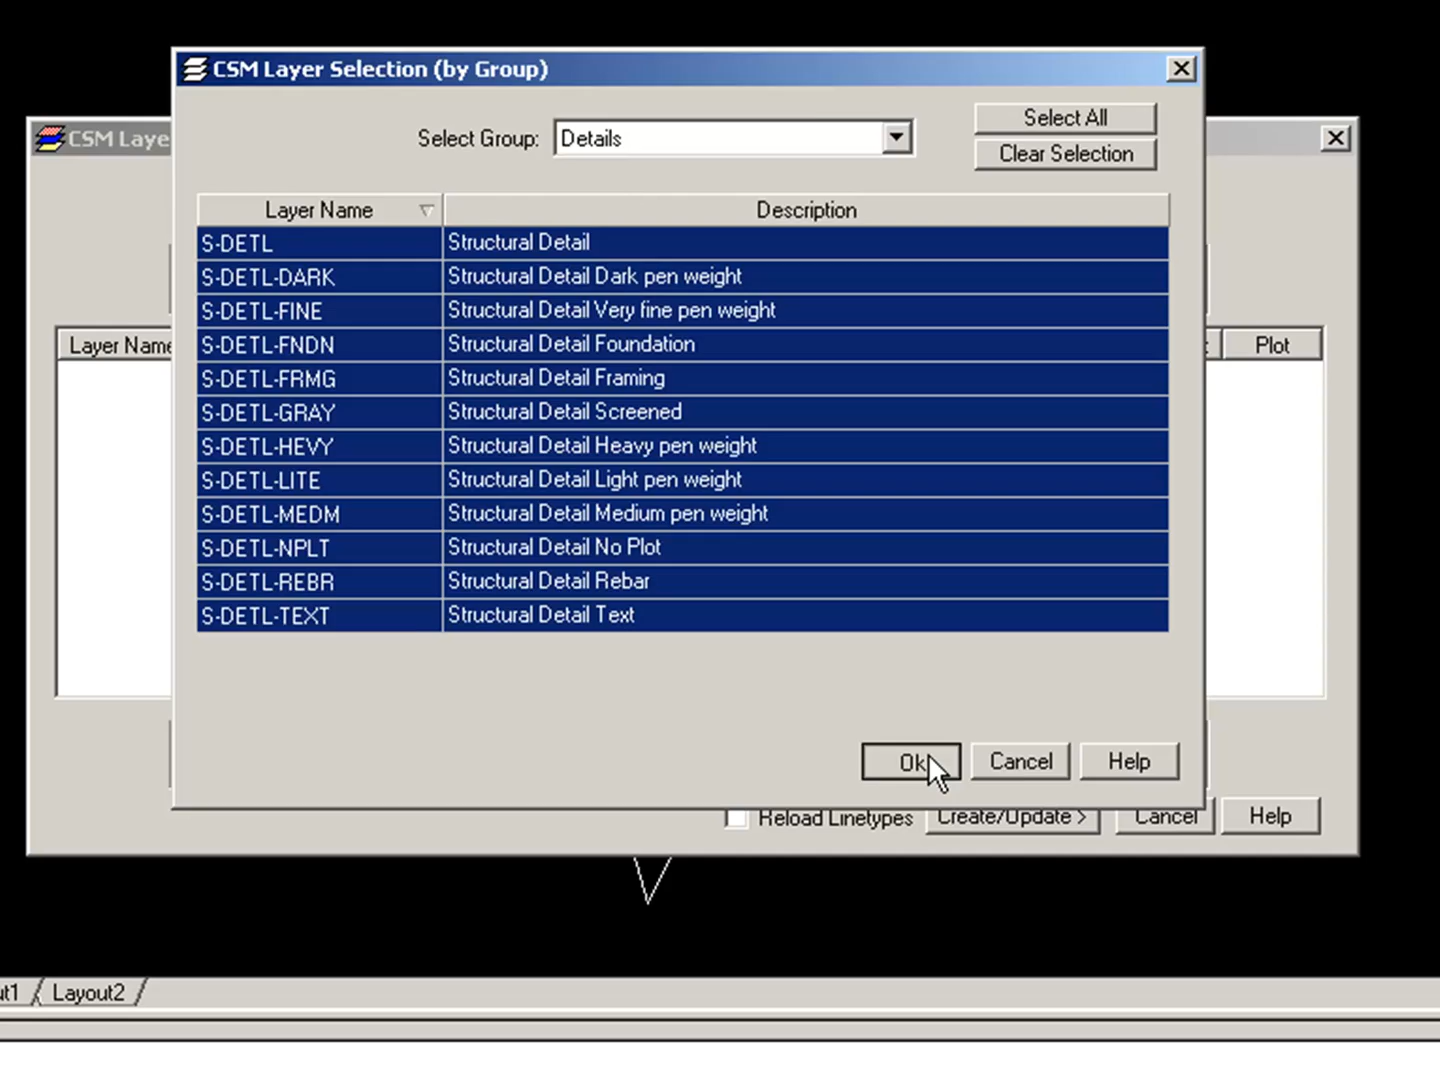 CSM Layer Selection (by Group)
Select All
Select Group: Details
Clear Selection
CSM Laye
Layer Name Description
S-DETL Structural Detail
S-DETL-DARK Structural Detail Dark pen weight
S-DETL-FINE Structural Detail Very fine pen weight
S-DETL-FNDN Structural Detail Foundation
Layer Name Plot
S-DETL-FRMG Structural Detail Framing
S-DETL-GRAY Structural Detail Screened
S-DETL-HEVY Structural Detail Heavy pen weight
S-DETL-LITE Structural Detail Light pen weight
S-DETL-MEDM Structural Detail Medium pen weight
S-DETL-NPLT Structural Detail No Plot
S-DETL-REBR Structural Detail Rebar
S-DETL-TEXT Structural Detail Text
Ok Cancel Help
Reload Linetypes Create/Update > Cancel Help
ut1 Layout2